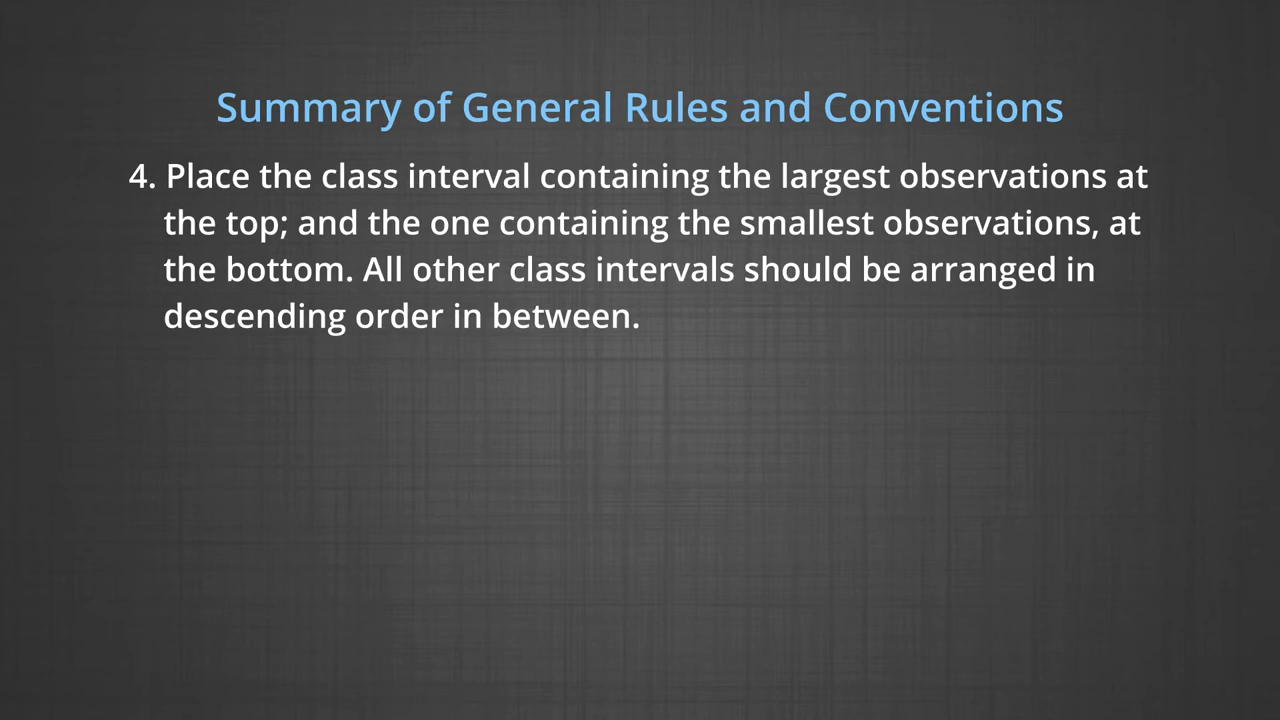 Summary of General Rules and Conventions
4. Place the class interval containing the largest observations at
the top; and the one containing the smallest observations, at
the bottom. All other class intervals should be arranged in
descending order in between.